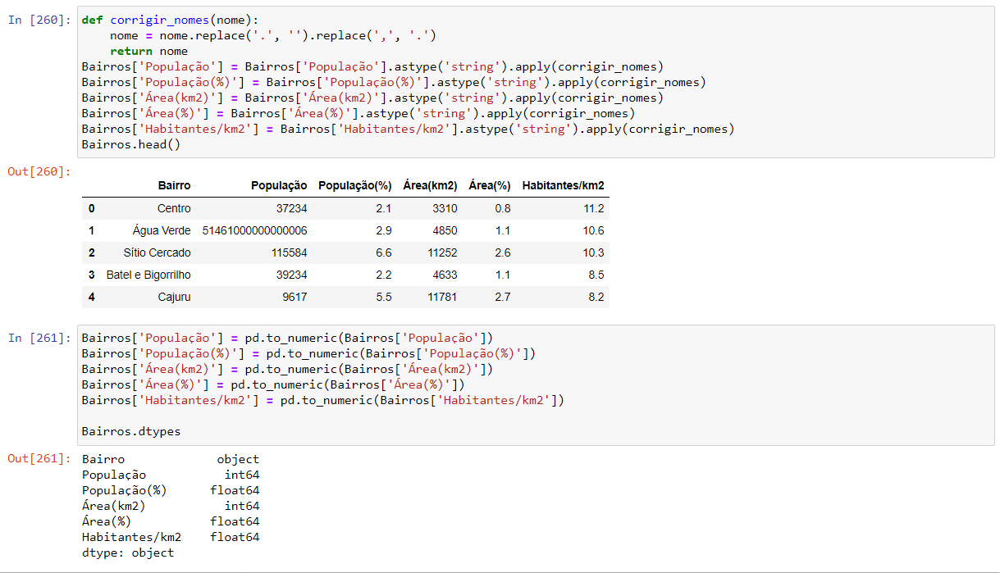 In [260]: def corrigir_nomes(nome):
    nome = nome.replace('.', '').replace(',', '.')
    return nome
Bairros['População'] = Bairros['População'].astype('string').apply(corrigir_nomes)
Bairros['População(%)'] = Bairros['População(%)'].astype('string').apply(corrigir_nomes)
Bairros['Área(km2)'] = Bairros['Área(km2)'].astype('string').apply(corrigir_nomes)
Bairros['Área(%)'] = Bairros['Área(%)'].astype('string').apply(corrigir_nomes)
Bairros['Habitantes/km2'] = Bairros['Habitantes/km2'].astype('string').apply(corrigir_nomes)
Bairros.head()
Out[260]:
Bairro População População(%) Área(km2) Área(%) Habitantes/km2
0 Centro 37234 2.1 3310 0.8 11.2
1 Água Verde 51461000000000006 2.9 4850 1.1 10.6
2 Sítio Cercado 115584 6.6 11252 2.6 10.3
3 Batel e Bigorrilho 39234 2.2 4633 1.1 8.5
4 Cajuru 9617 5.5 11781 2.7 8.2
In [261]: Bairros['População'] = pd.to_numeric(Bairros['População'])
Bairros['População(%)'] = pd.to_numeric(Bairros['População(%)'])
Bairros['Área(km2)'] = pd.to_numeric(Bairros['Área(km2)'])
Bairros['Área(%)'] = pd.to_numeric(Bairros['Área(%)'])
Bairros['Habitantes/km2'] = pd.to_numeric(Bairros['Habitantes/km2'])
Bairros.dtypes
Out[261]: Bairro object
População int64
População(%) float64
Área(km2) int64
Área(%) float64
Habitantes/km2 float64
dtype: object